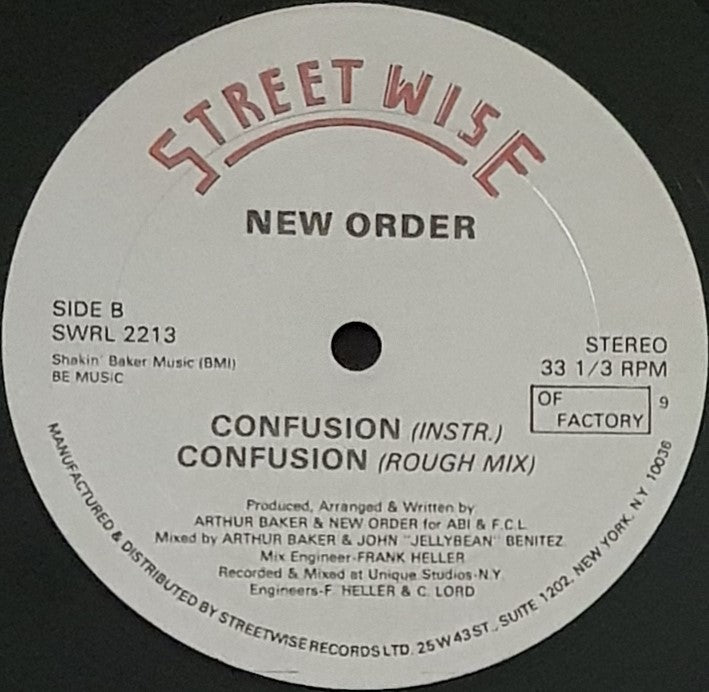 STREET WISE
NEW ORDER
SIDE B
SWRL 2213
Shakin' Baker Music (BMI)
BE MUSIC
STEREO
33 1/3 RPM
OF
FACTORY 9
CONFUSION (INSTR.)
CONFUSION (ROUGH MIX)
Produced, Arranged & Written by
ARTHUR BAKER & NEW ORDER for ABI & F.C.L.
Mixed by ARTHUR BAKER & JOHN "JELLYBEAN" BENITEZ
Mix Engineer-FRANK HELLER
Recorded & Mixed at Unique Studios-N.Y.
Engineers-F. HELLER & C. LORD
MANUFACTURED & DISTRIBUTED BY STREETWISE RECORDS LTD. 25 W 43 ST., SUITE 1202, NEW YORK, N.Y. 10036